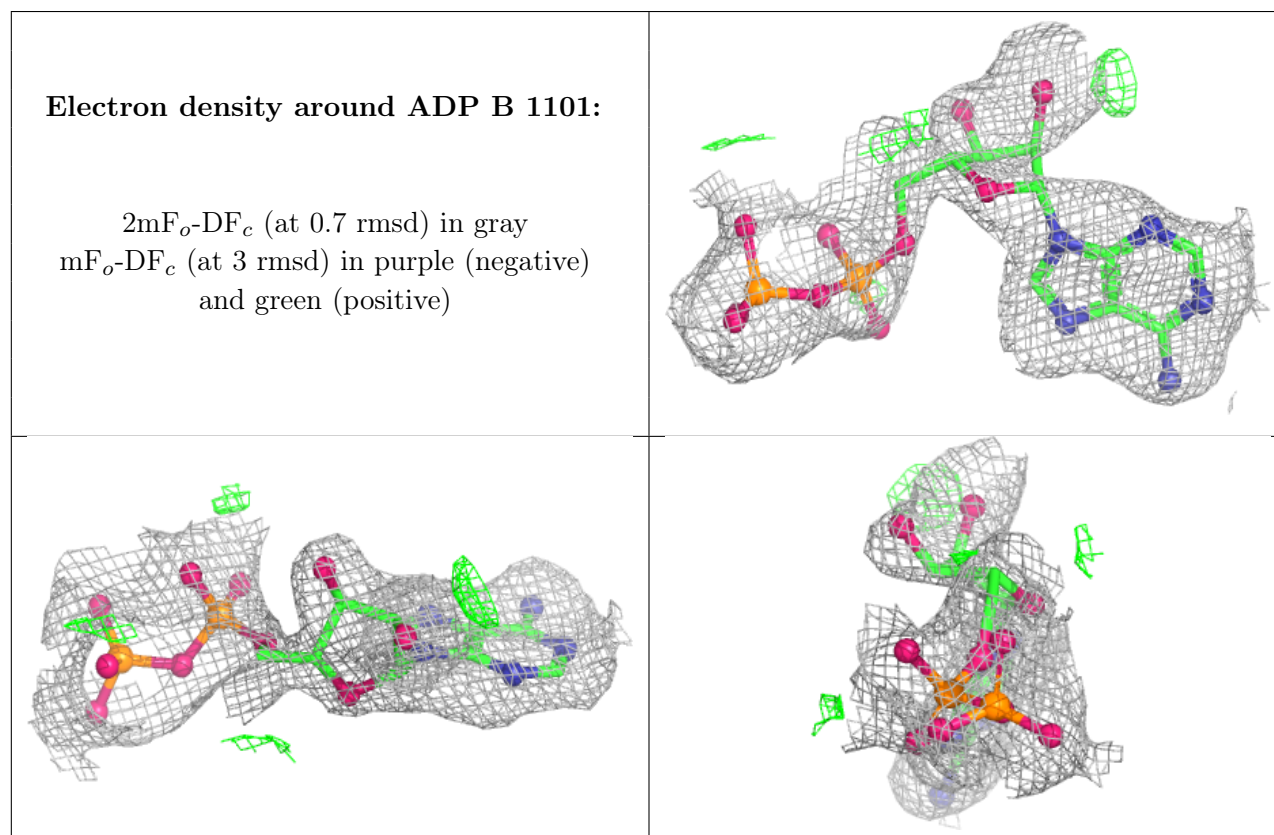 Electron density around ADP B 1101:
2mFo-DFc (at 0.7 rmsd) in gray
mFo-DFc (at 3 rmsd) in purple (negative)
and green (positive)